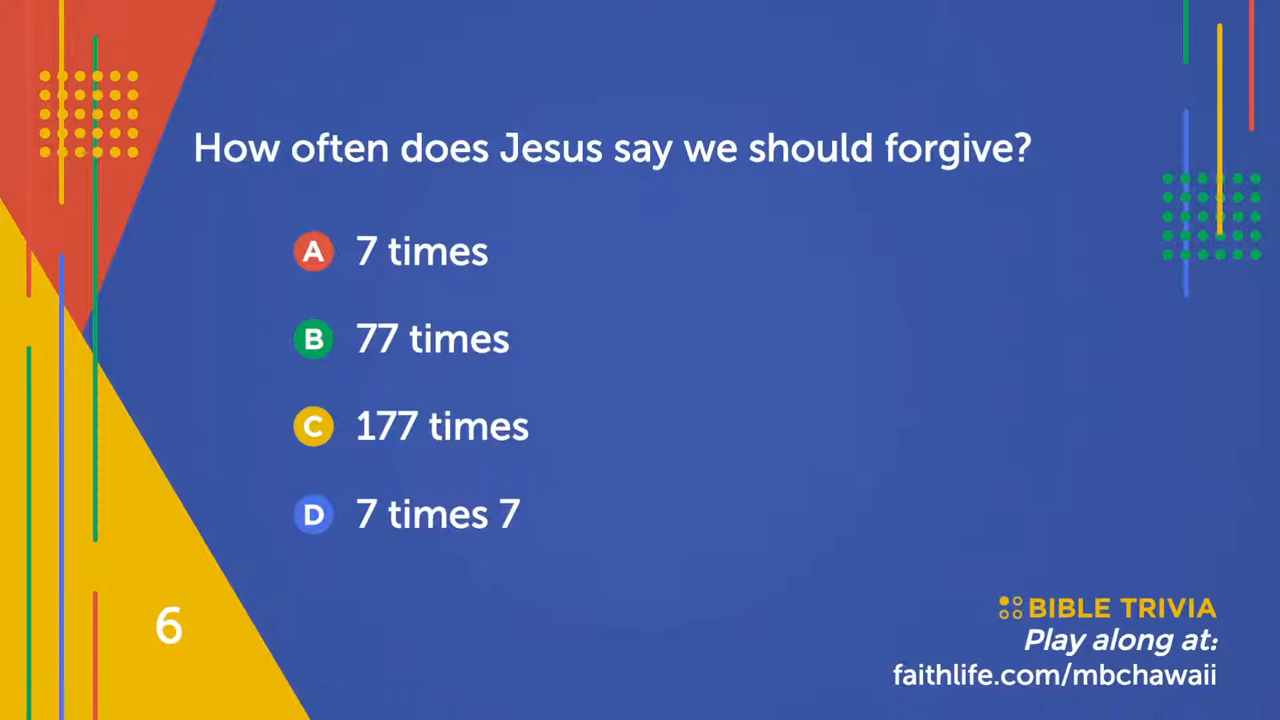 How often does Jesus say we should forgive?
A 7 times
B 77 times
C 177 times
D 7 times 7
6
BIBLE TRIVIA
Play along at:
faithlife.com/mbchawaii